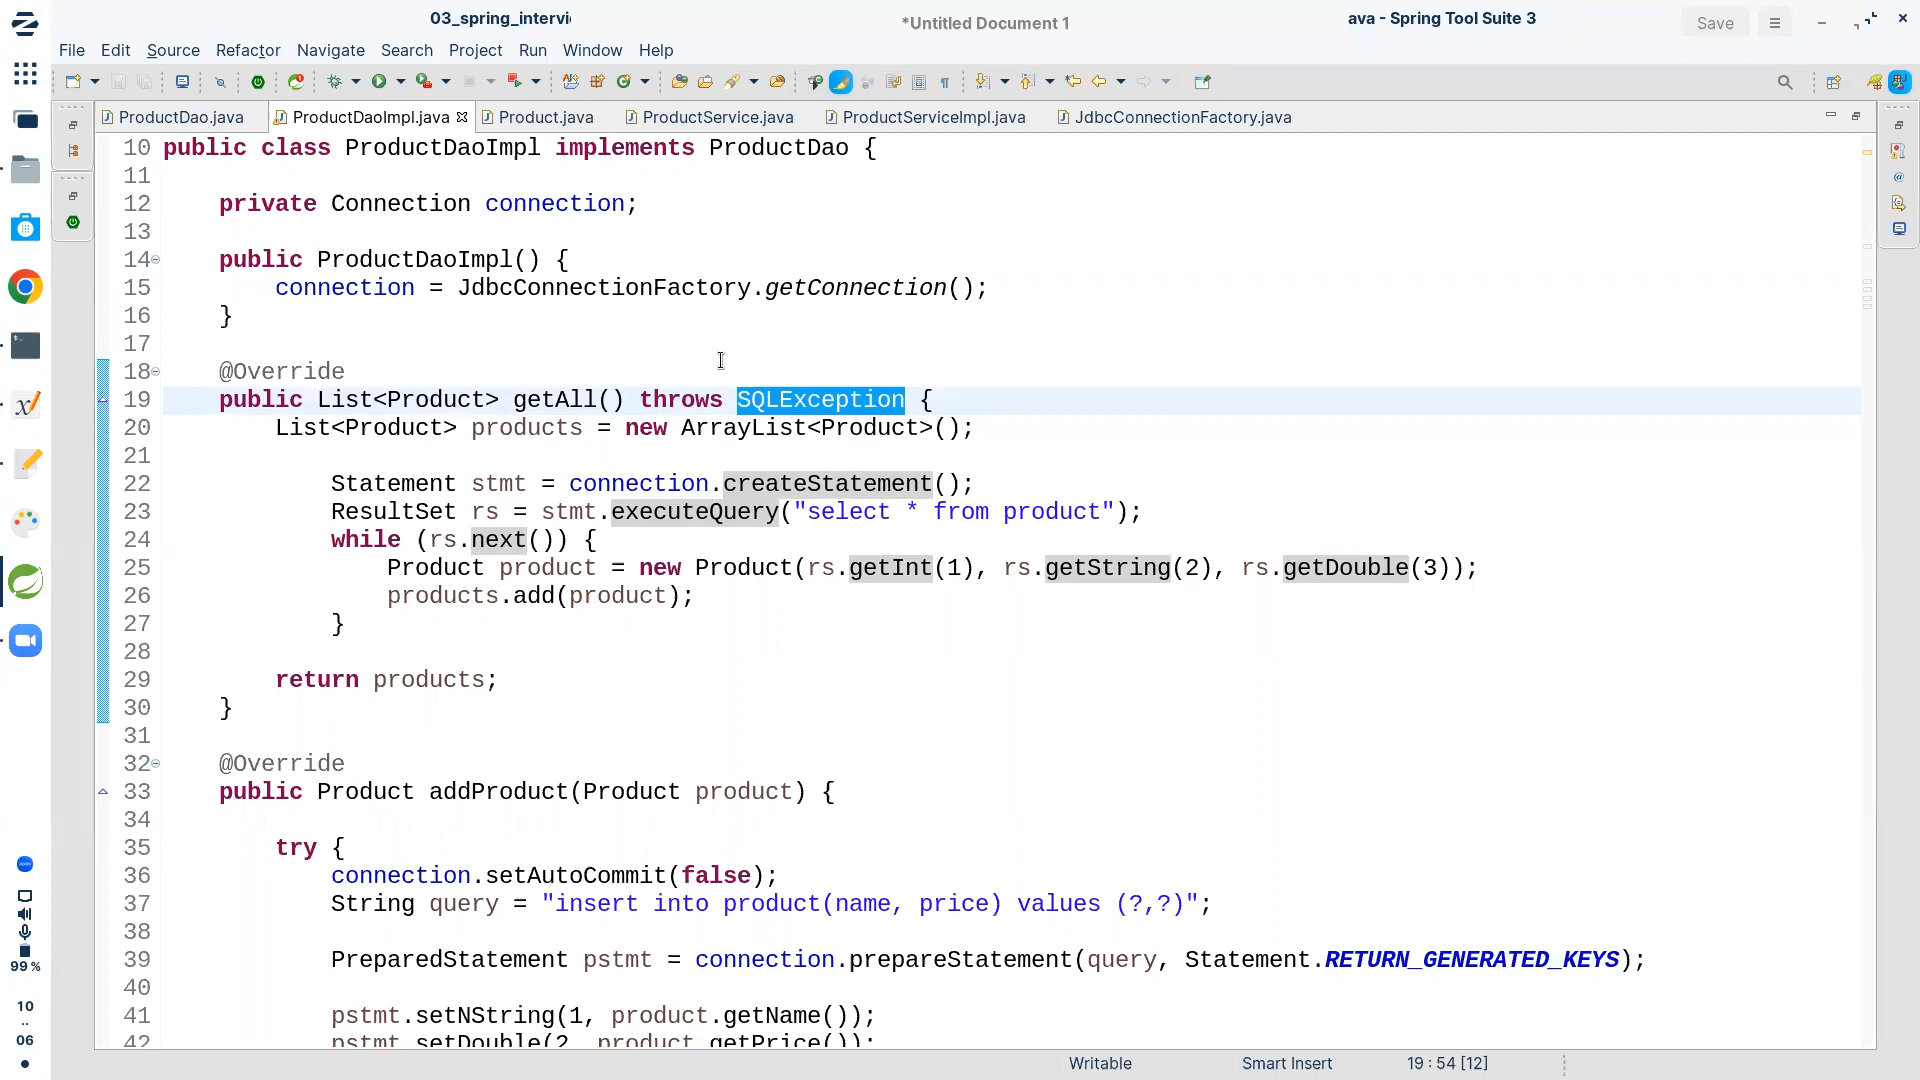 03_spring_intervi
*Untitled Document 1
ava - Spring Tool Suite 3
Save
File Edit Source Refactor Navigate Search Project Run Window Help
ProductDao.java ProductDaoImpl.java Product.java ProductService.java ProductServiceImpl.java JdbcConnectionFactory.java
10 public class ProductDaoImpl implements ProductDao {
11
12 private Connection connection;
13
14 public ProductDaoImpl() {
15 connection = JdbcConnectionFactory.getConnection();
16 }
17
18 @Override
19 public List<Product> getAll() throws SQLException {
20 List<Product> products = new ArrayList<Product>();
21
22 Statement stmt = connection.createStatement();
23 ResultSet rs = stmt.executeQuery("select * from product");
24 while (rs.next()) {
25 Product product = new Product(rs.getInt(1), rs.getString(2), rs.getDouble(3));
26 products.add(product);
27 }
28
29 return products;
30 }
31
32 @Override
33 public Product addProduct(Product product) {
34
35 try {
36 connection.setAutoCommit(false);
37 String query = "insert into product(name, price) values (?,?)";
38
39 PreparedStatement pstmt = connection.prepareStatement(query, Statement.RETURN_GENERATED_KEYS);
40
41 pstmt.setNString(1, product.getName());
42 pstmt.setDouble(2, product.getPrice());
99 %
10
..
06
Writable Smart Insert 19 : 54 [12]